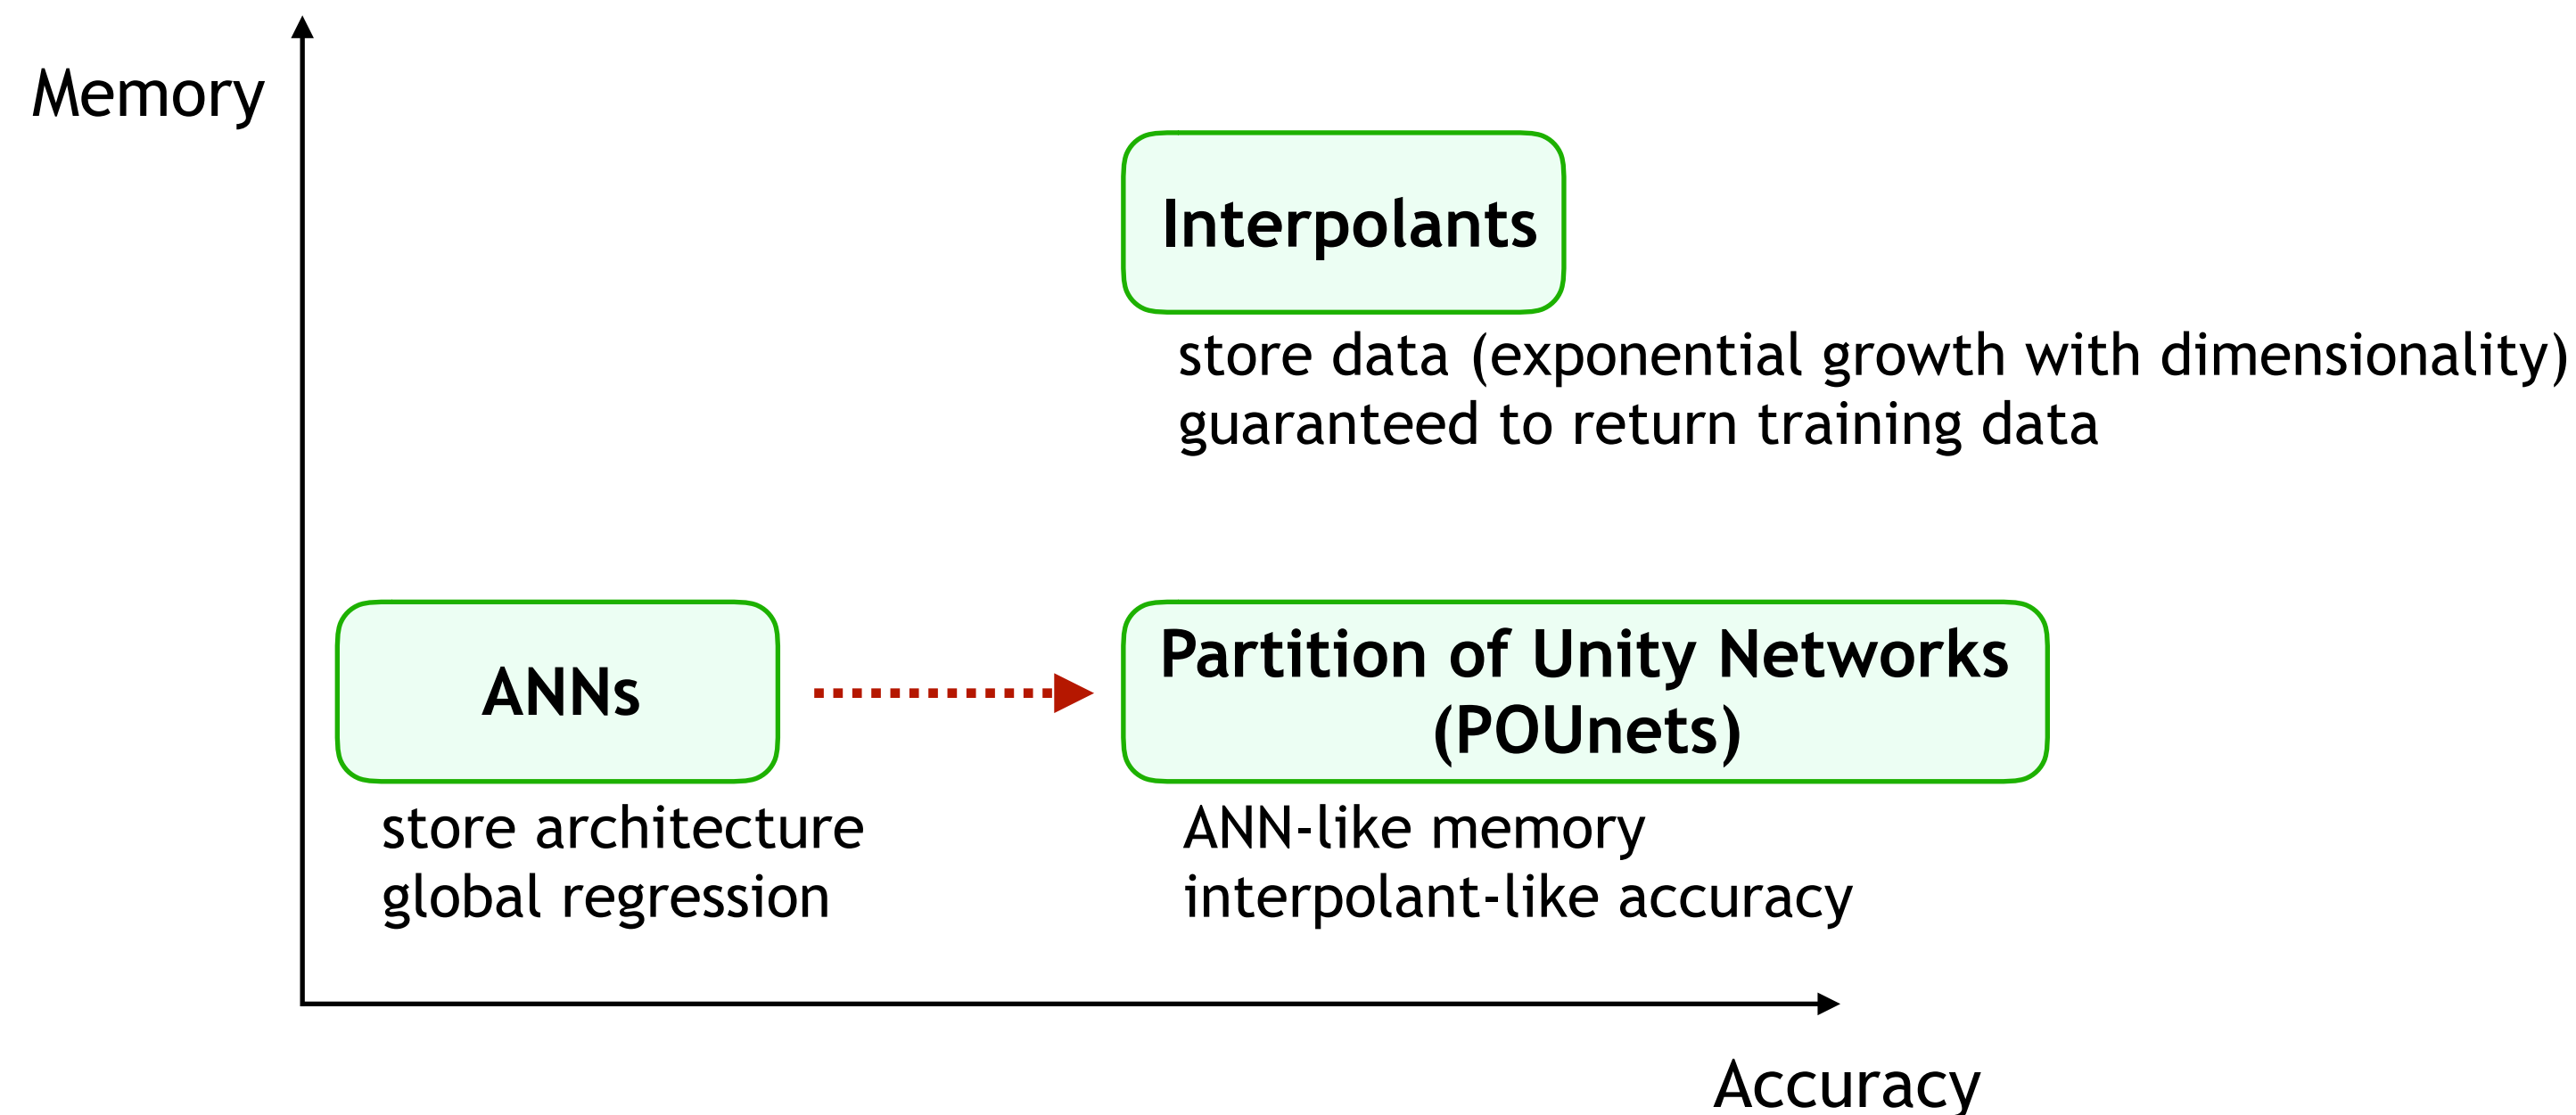 Memory
Interpolants
store data (exponential growth with dimensionality)
guaranteed to return training data
ANNs
store architecture
global regression
Partition of Unity Networks
(POUnets)
ANN-like memory
interpolant-like accuracy
Accuracy